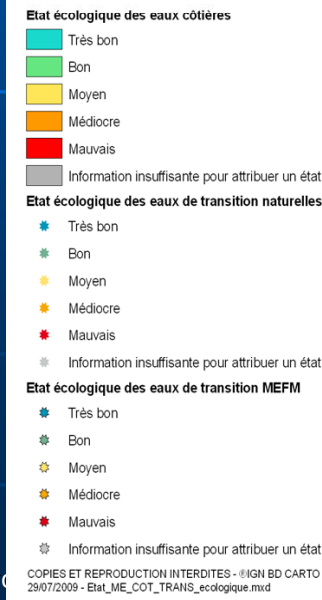 Etat écologique des eaux côtières
Très bon
Bon
Moyen
Médiocre
Mauvais
Information insuffisante pour attribuer un état
Etat écologique des eaux de transition naturelles
Très bon
Bon
Moyen
Médiocre
Mauvais
Information insuffisante pour attribuer un état
Etat écologique des eaux de transition MEFM
Très bon
Bon
Moyen
Médiocre
Mauvais
Information insuffisante pour attribuer un état
COPIES ET REPRODUCTION INTERDITES - ®IGN BD CARTO
29/07/2009 - Etat_ME_COT_TRANS_ecologique.mxd